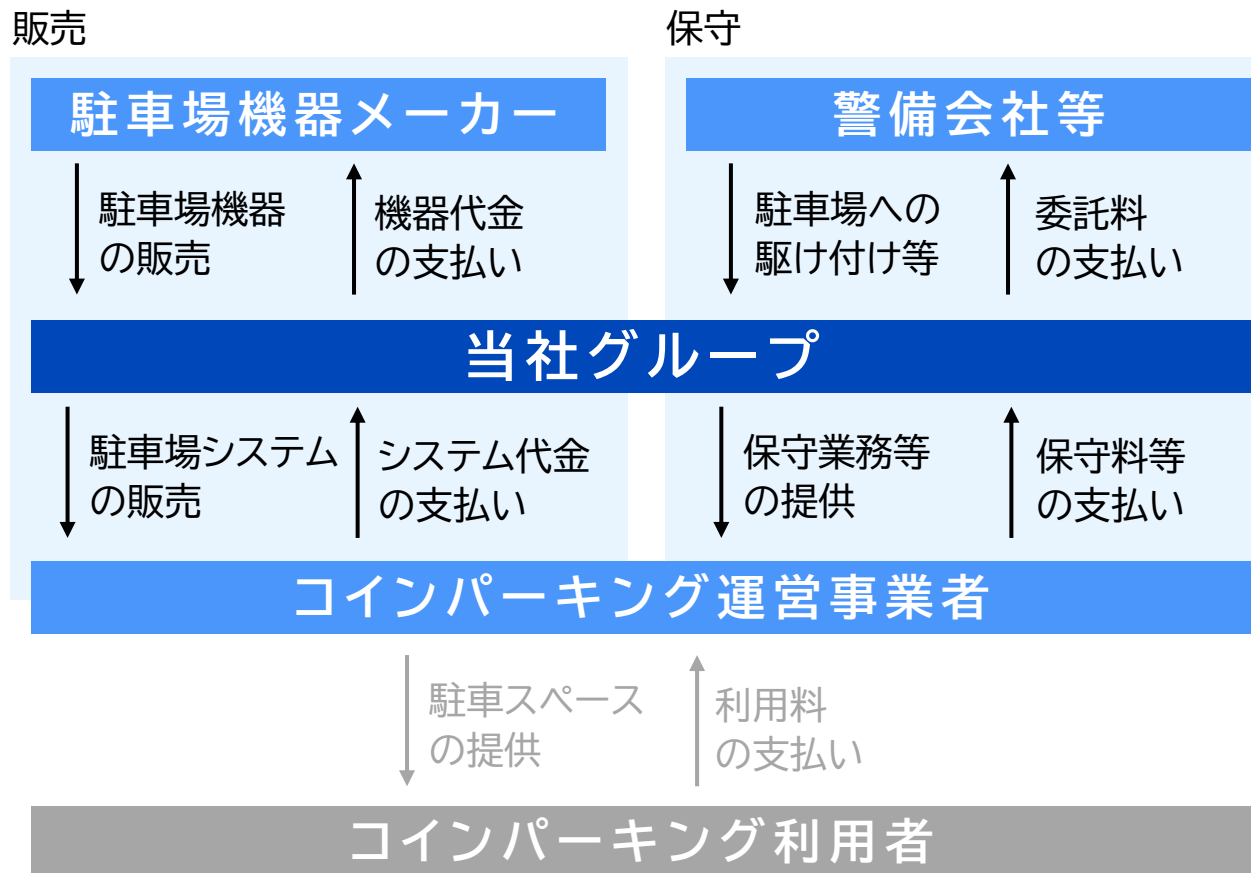 販売
保守
駐車場機器メーカー
警備会社等
駐車場機器
の販売
機器代金
の支払い
駐車場への
駆け付け等
委託料
の支払い
当社グループ
駐車場システム
の販売
システム代金
の支払い
保守業務等
の提供
保守料等
の支払い
コインパーキング運営事業者
駐車スペース
の提供
利用料
の支払い
コインパーキング利用者